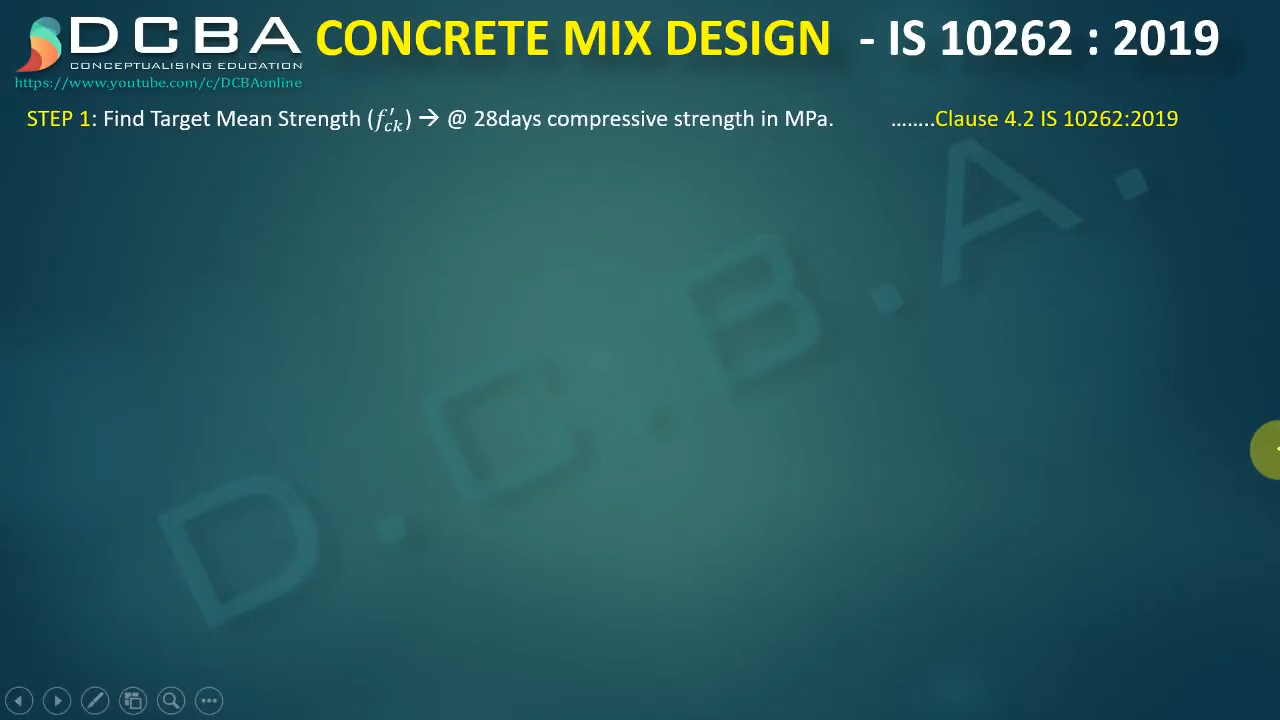 DCBA CONCRETE MIX DESIGN - IS 10262 : 2019
CONCEPTUALISING EDUCATION
https://www.youtube.com/c/DCBAonline
STEP 1: Find Target Mean Strength (f'ck) → @ 28days compressive strength in MPa. ........Clause 4.2 IS 10262:2019
D.C.B.A.